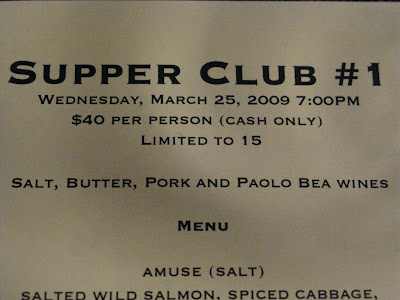 SUPPER CLUB #1
WEDNESDAY, MARCH 25, 2009 7:00PM
$40 PER PERSON (CASH ONLY)
LIMITED TO 15
SALT, BUTTER, PORK AND PAOLO BEA WINES
MENU
AMUSE (SALT)
SALTED WILD SALMON, SPICED CABBAGE,